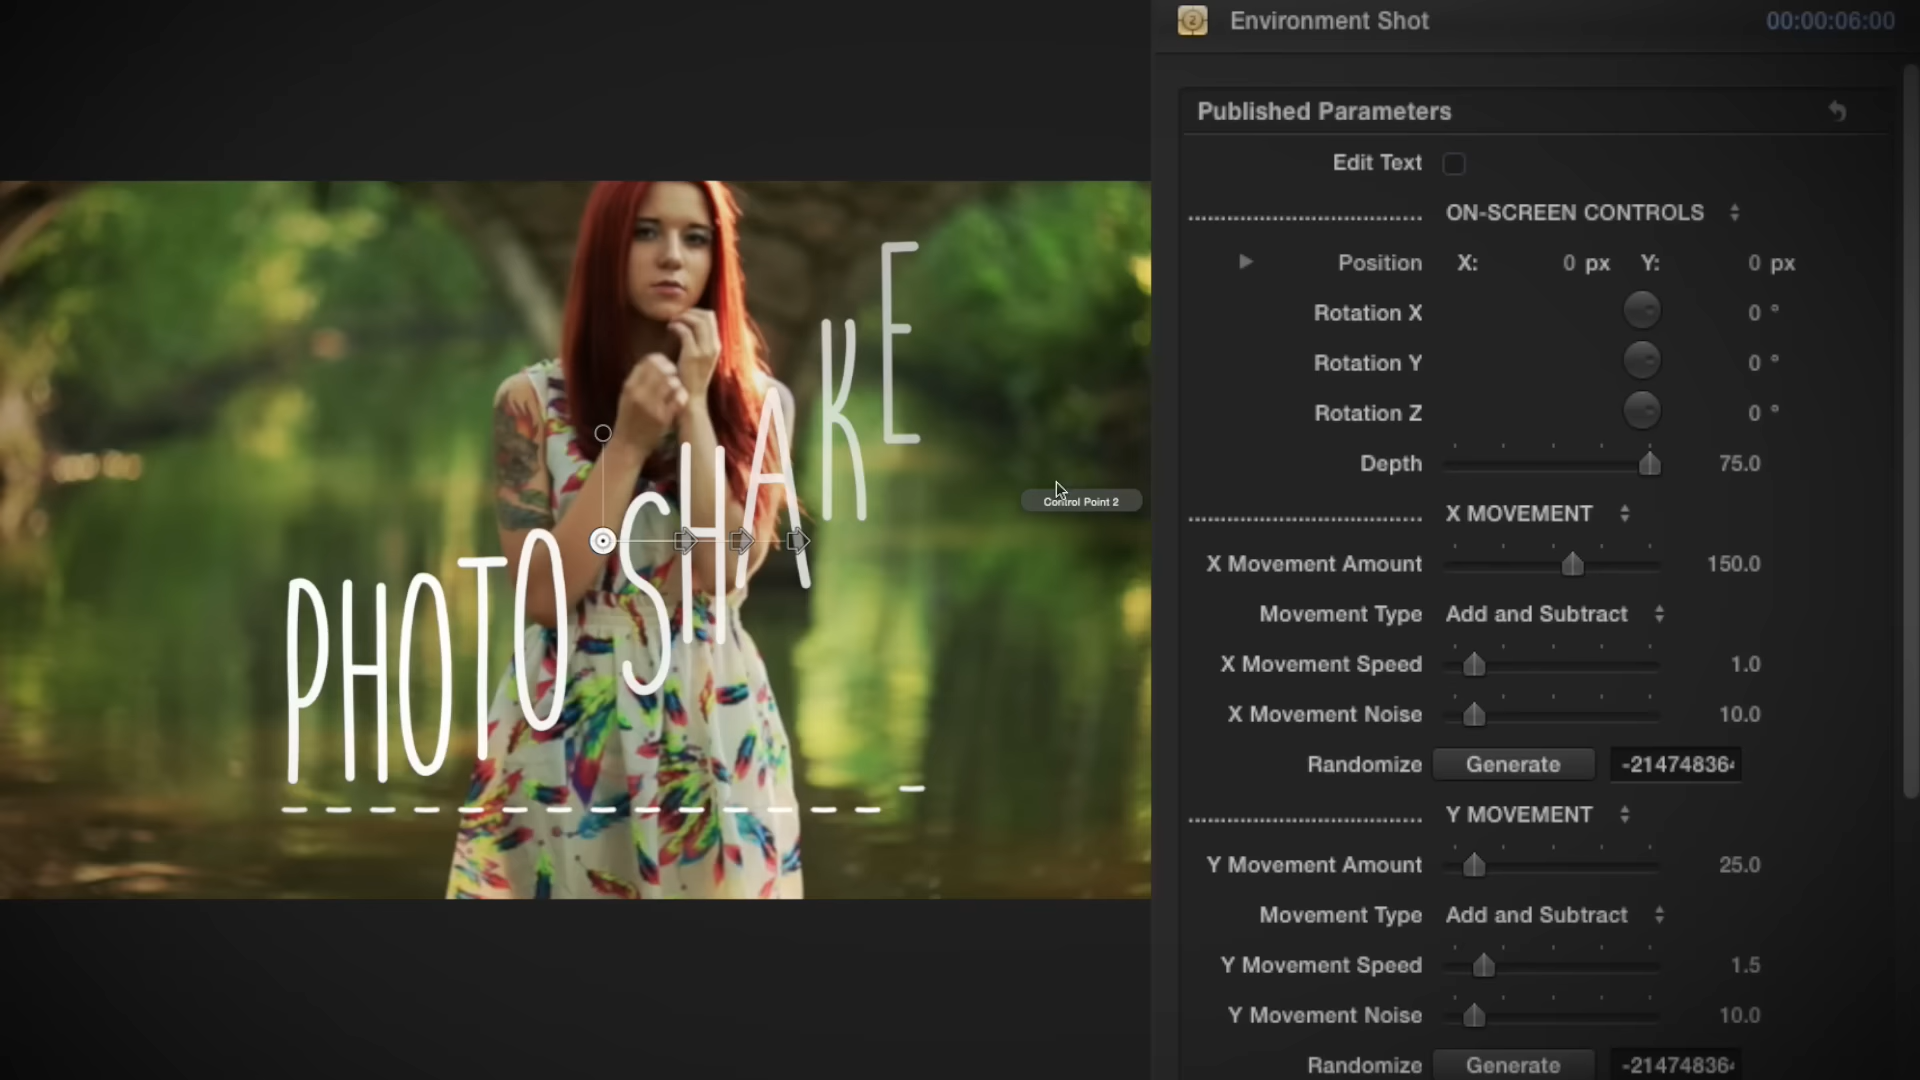 Environment Shot 00:00:06:00
Published Parameters
Edit Text
ON-SCREEN CONTROLS
Position X: 0 px Y: 0 px
Rotation X 0 °
Rotation Y 0 °
Rotation Z 0 °
Depth 75.0
X MOVEMENT
X Movement Amount 150.0
Movement Type Add and Subtract
X Movement Speed 1.0
X Movement Noise 10.0
Randomize Generate -21474836
Y MOVEMENT
Y Movement Amount 25.0
Movement Type Add and Subtract
Y Movement Speed 1.5
Y Movement Noise 10.0
Randomize Generate -21474836
PHOTO SHAKE
Control Point 2